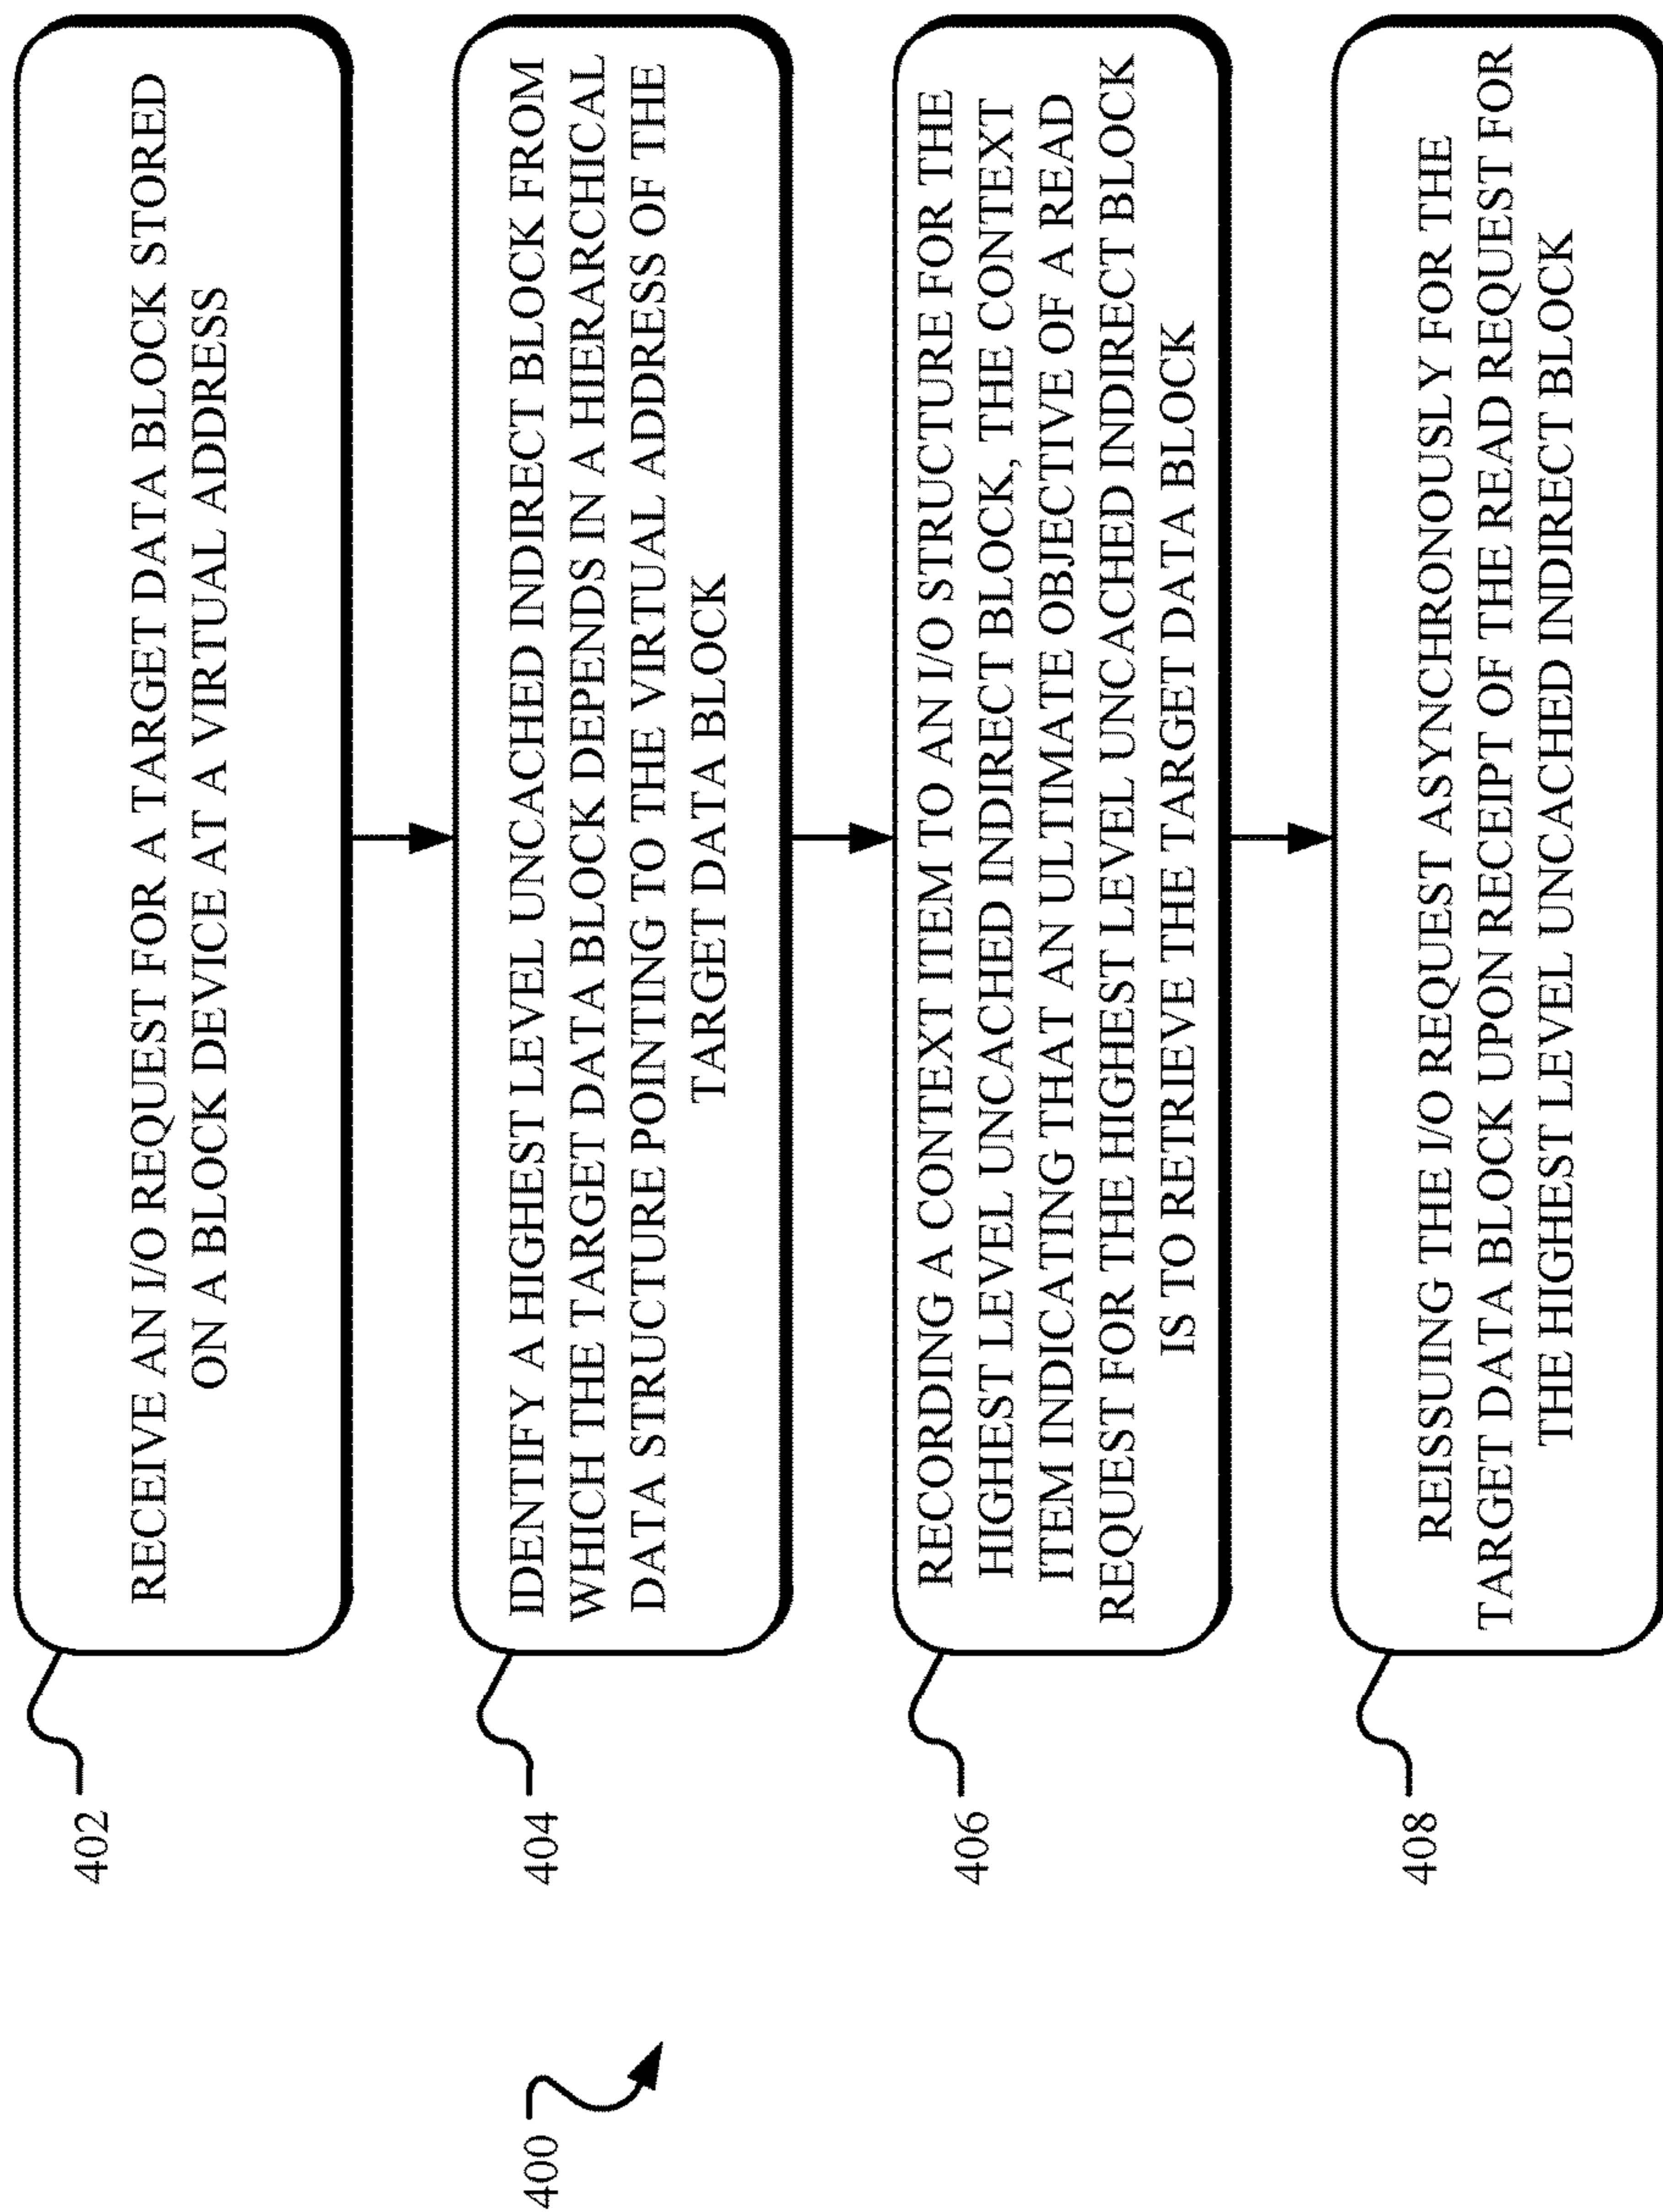 400
402
RECEIVE AN I/O REQUEST FOR A TARGET DATA BLOCK STORED
ON A BLOCK DEVICE AT A VIRTUAL ADDRESS
404
IDENTIFY A HIGHEST LEVEL UNCACHED INDIRECT BLOCK FROM
WHICH THE TARGET DATA BLOCK DEPENDS IN A HIERARCHICAL
DATA STRUCTURE POINTING TO THE VIRTUAL ADDRESS OF THE
TARGET DATA BLOCK
406
RECORDING A CONTEXT ITEM TO AN I/O STRUCTURE FOR THE
HIGHEST LEVEL UNCACHED INDIRECT BLOCK, THE CONTEXT
ITEM INDICATING THAT AN ULTIMATE OBJECTIVE OF A READ
REQUEST FOR THE HIGHEST LEVEL UNCACHED INDIRECT BLOCK
IS TO RETRIEVE THE TARGET DATA BLOCK
408
REISSUING THE I/O REQUEST ASYNCHRONOUSLY FOR THE
TARGET DATA BLOCK UPON RECEIPT OF THE READ REQUEST FOR
THE HIGHEST LEVEL UNCACHED INDIRECT BLOCK